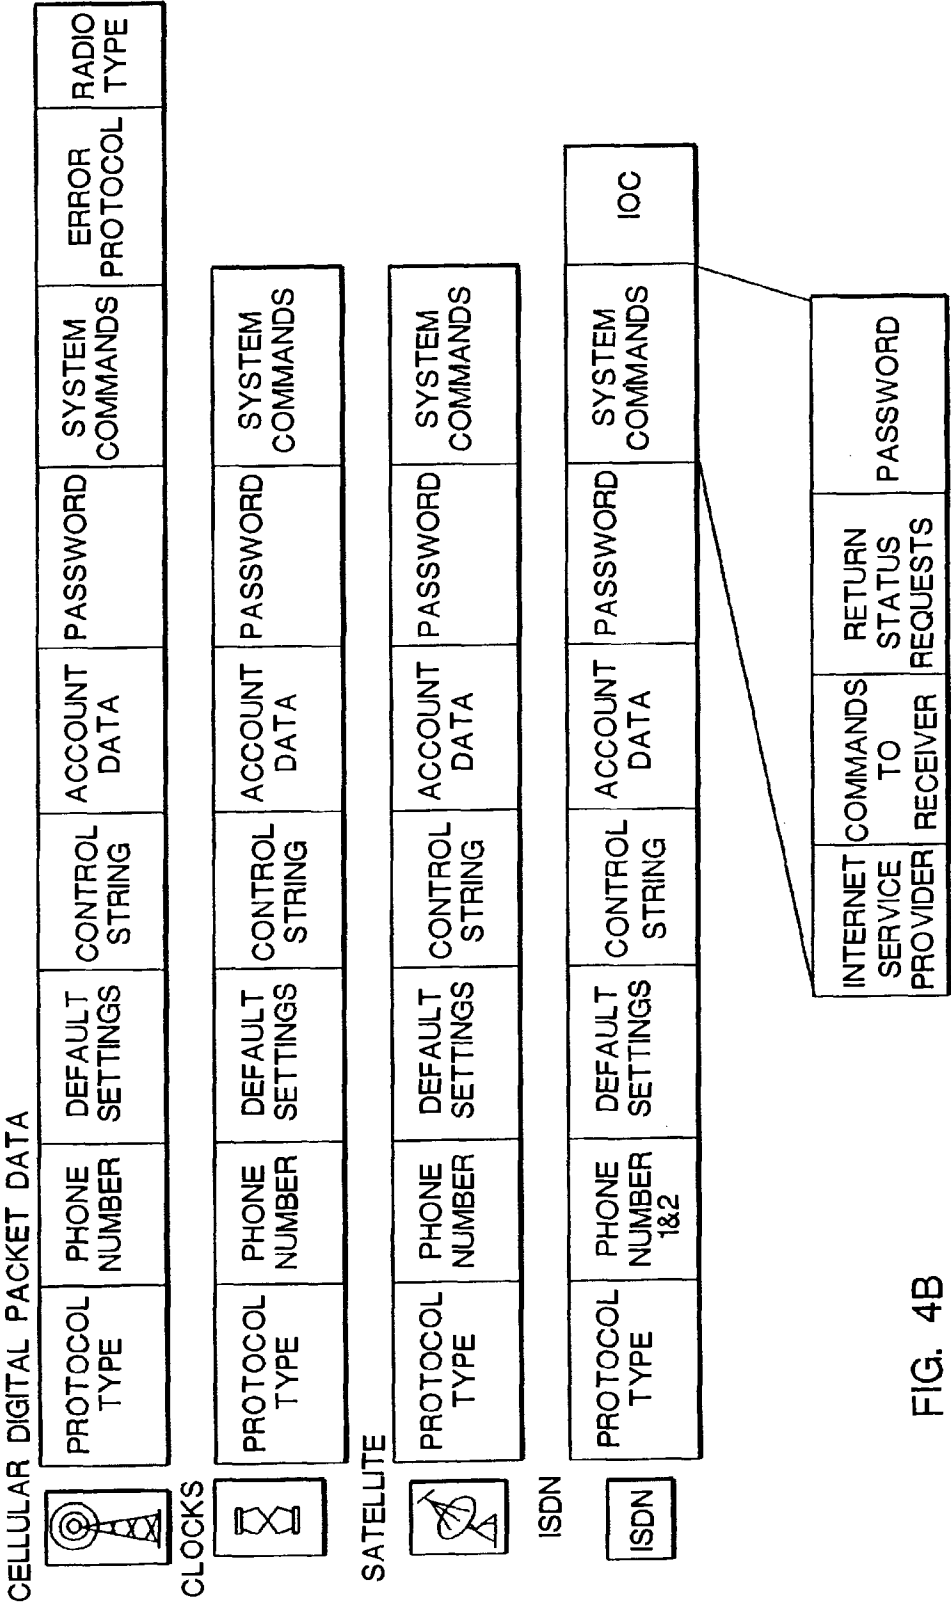 CELLULAR DIGITAL PACKET DATA
PROTOCOL
TYPE
PHONE
NUMBER
DEFAULT
SETTINGS
CONTROL
STRING
ACCOUNT
DATA
PASSWORD
SYSTEM
COMMANDS
ERROR
PROTOCOL
RADIO
TYPE
CLOCKS
PROTOCOL
TYPE
PHONE
NUMBER
DEFAULT
SETTINGS
CONTROL
STRING
ACCOUNT
DATA
PASSWORD
SYSTEM
COMMANDS
SATELLITE
PROTOCOL
TYPE
PHONE
NUMBER
DEFAULT
SETTINGS
CONTROL
STRING
ACCOUNT
DATA
PASSWORD
SYSTEM
COMMANDS
ISDN
ISDN
PROTOCOL
TYPE
PHONE
NUMBER
1&2
DEFAULT
SETTINGS
CONTROL
STRING
ACCOUNT
DATA
PASSWORD
SYSTEM
COMMANDS
IOC
INTERNET
SERVICE
PROVIDER
COMMANDS
TO
RECEIVER
RETURN
STATUS
REQUESTS
PASSWORD
FIG. 4B